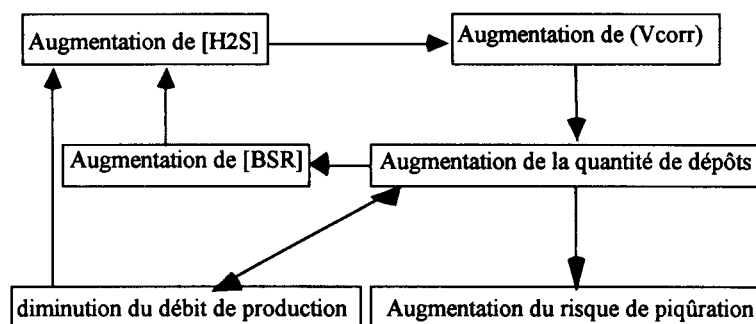 Augmentation de [H2S]
Augmentation de (Vcorr)
Augmentation de [BSR]
Augmentation de la quantité de dépôts
diminution du débit de production
Augmentation du risque de piqûration